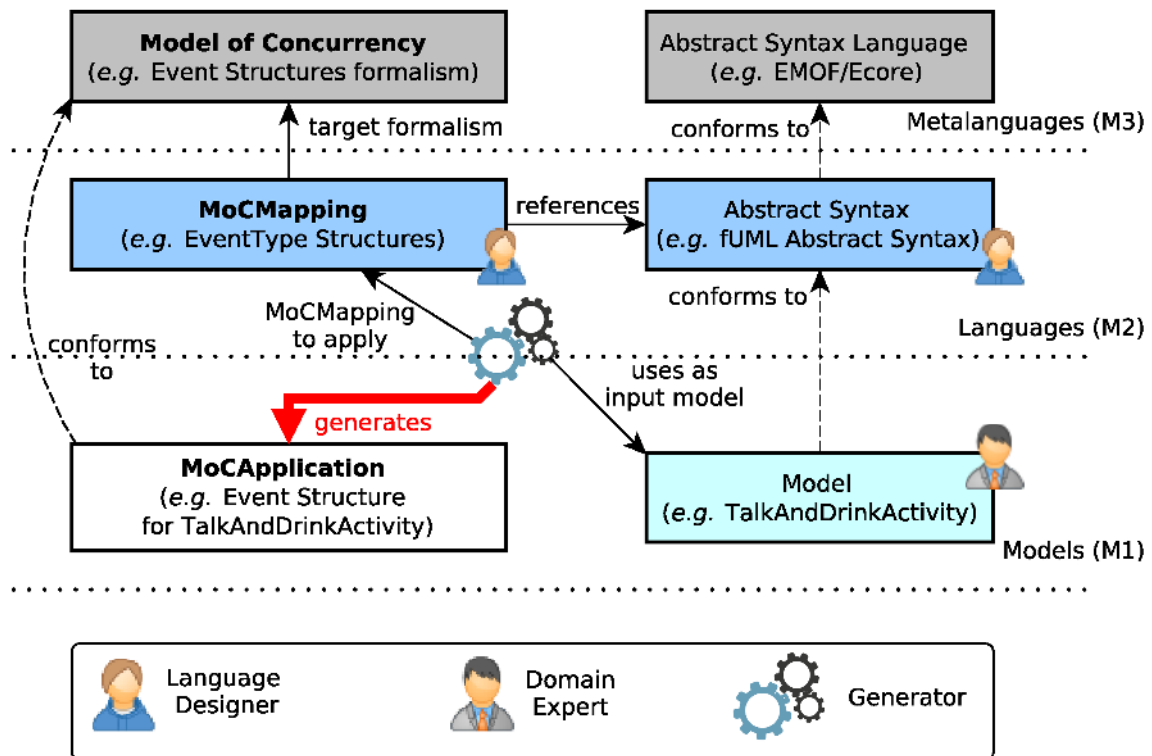 Model of Concurrency
(e.g. Event Structures formalism)
Abstract Syntax Language
(e.g. EMOF/Ecore)
target formalism
conforms to
Metalanguages (M3)
MoCMapping
(e.g. EventType Structures)
references
Abstract Syntax
(e.g. fUML Abstract Syntax)
MoCMapping
to apply
conforms to
Languages (M2)
conforms
to
uses as
input model
generates
MoCApplication
(e.g. Event Structure
for TalkAndDrinkActivity)
Model
(e.g. TalkAndDrinkActivity)
Models (M1)
Language
Designer
Domain
Expert
Generator